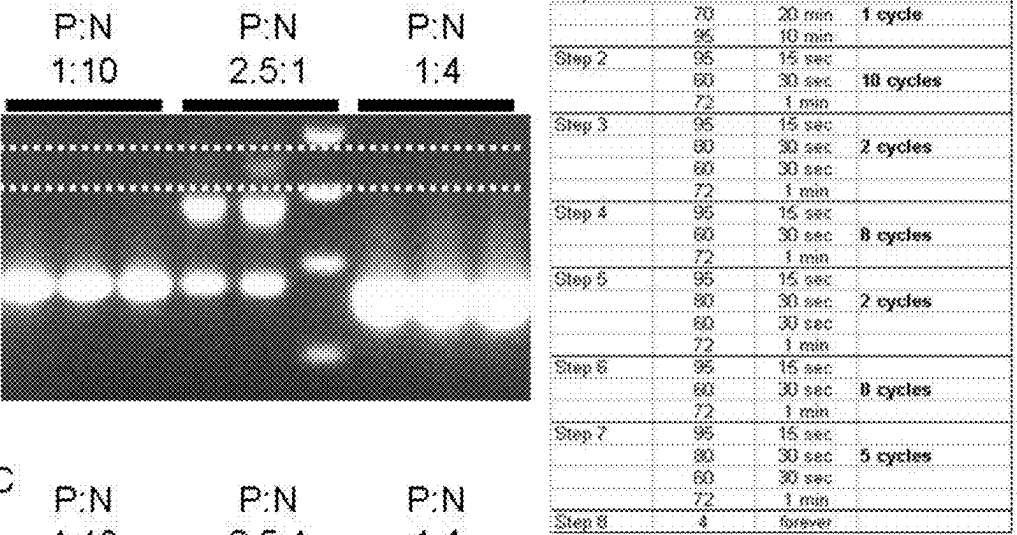 P:N P:N P:N
1:10 2.5:1 1:4
C
P:N P:N P:N
70 20 min 1 cycle
95 10 min
Step 2 95 15 sec
60 30 sec 10 cycles
72 1 min
Step 3 95 15 sec
80 30 sec 2 cycles
60 30 sec
72 1 min
Step 4 95 15 sec
60 30 sec 8 cycles
72 1 min
Step 5 95 15 sec
80 30 sec 2 cycles
60 30 sec
72 1 min
Step 6 95 15 sec
60 30 sec 8 cycles
72 1 min
Step 7 95 15 sec
80 30 sec 5 cycles
60 30 sec
72 1 min
Step 8 4 forever